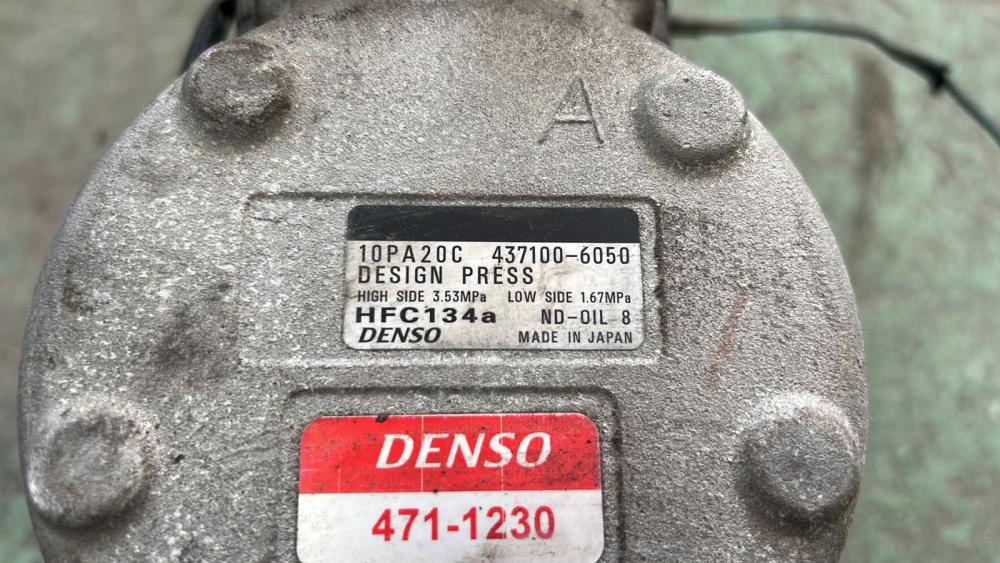 A
10PA20C 437100-6050
DESIGN PRESS
HIGH SIDE 3.53MPa LOW SIDE 1.67MPa
HFC134a ND-OIL 8
DENSO MADE IN JAPAN
DENSO
471-1230